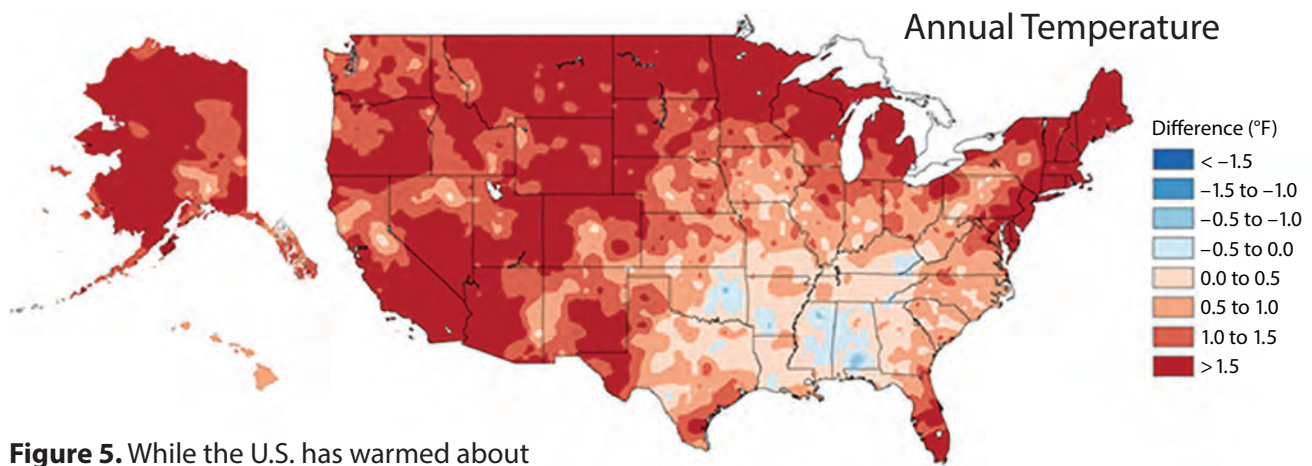 Annual Temperature
Difference (°F)
< –1.5
–1.5 to –1.0
–0.5 to –1.0
–0.5 to 0.0
0.0 to 0.5
0.5 to 1.0
1.0 to 1.5
>1.5
Figure 5. While the U.S. has warmed about